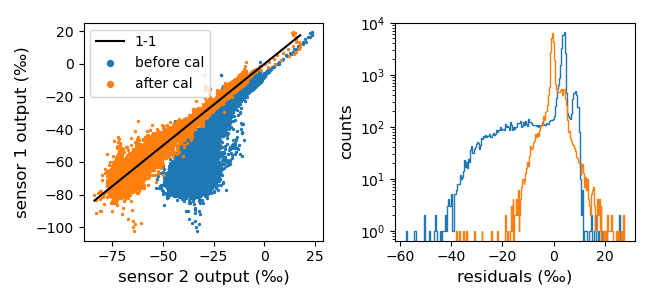 1-1
before cal
after cal
20
0
−20
−40
−60
−80
−100
sensor 1 output (‰)
−75 −50 −25 0 25
sensor 2 output (‰)
10⁴
10³
10²
10¹
10⁰
counts
−60 −40 −20 0 20
residuals (‰)